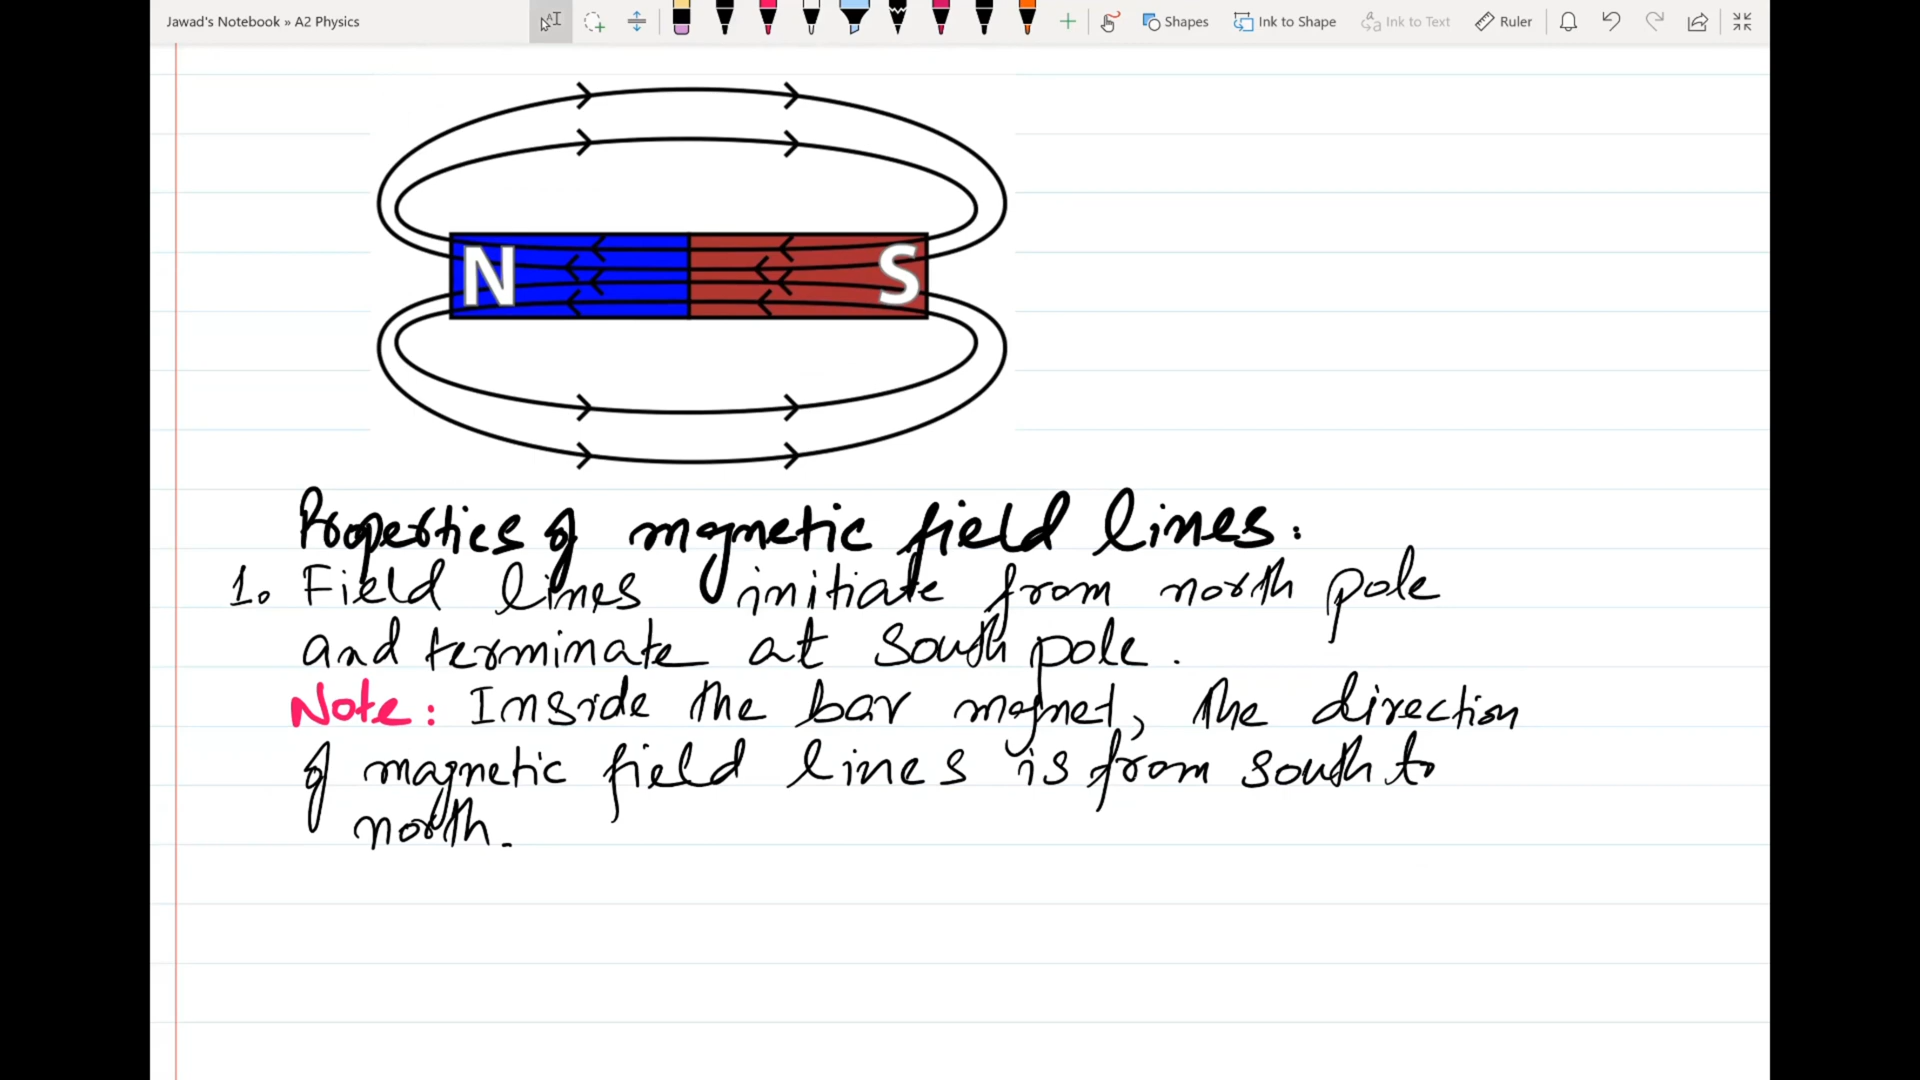 Jawad's Notebook » A2 Physics
Shapes
Ink to Shape
Ink to Text
Ruler
N S
Properties of magnetic field lines:
1. Field lines initiate from north pole
and terminate at south pole.
Note: Inside the bar magnet, the direction
of magnetic field lines is from south to
north.